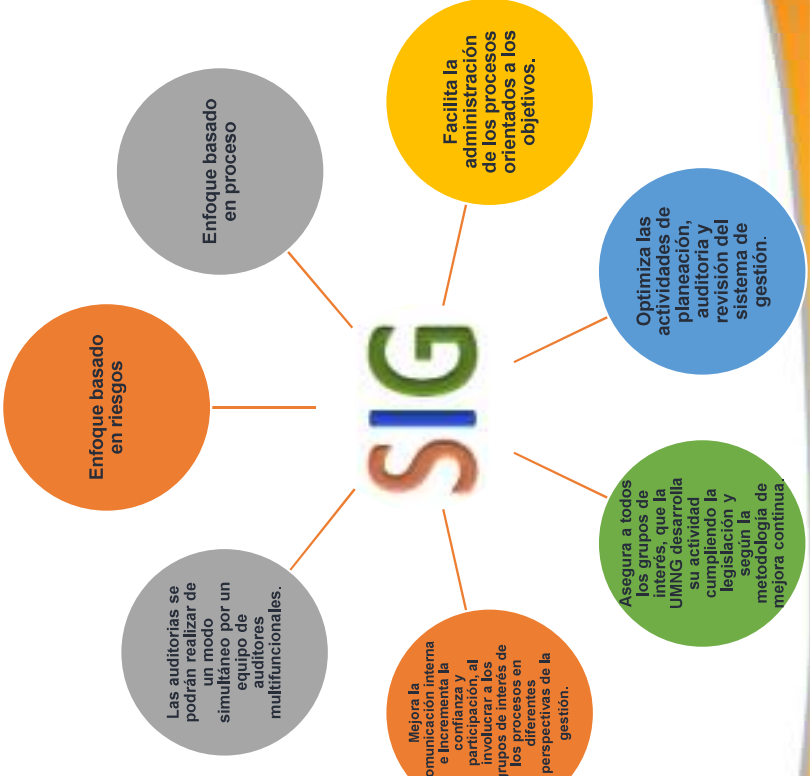 Enfoque basado
en riesgos
Enfoque basado
en proceso
Facilita la
administración
de los procesos
orientados a los
objetivos.
Optimiza las
actividades de
planeación,
auditoria y
revisión del
sistema de
gestión.
Asegura a todos
los grupos de
interés, que la
UMNG desarrolla
su actividad
cumpliendo la
legislación y
según la
metodología de
mejora continua.
Mejora la
omunicación interna
e Incrementa la
confianza y
participación, al
involucrar a los
grupos de interés de
los procesos en
diferentes
perspectivas de la
gestión.
Las auditorias se
podrán realizar de
un modo
simultáneo por un
equipo de
auditores
multifuncionales.
SIG